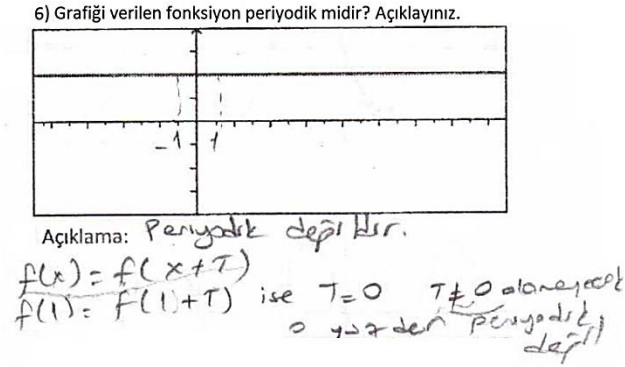 6) Grafiği verilen fonksiyon periyodik midir? Açıklayınız.
-1 1
Açıklama: Periyodik değildir.
f(x) = f(x+T)
f(1) = f(1+T) ise T=0 T≠0 olamayacak
o yüzden periyodik
değil